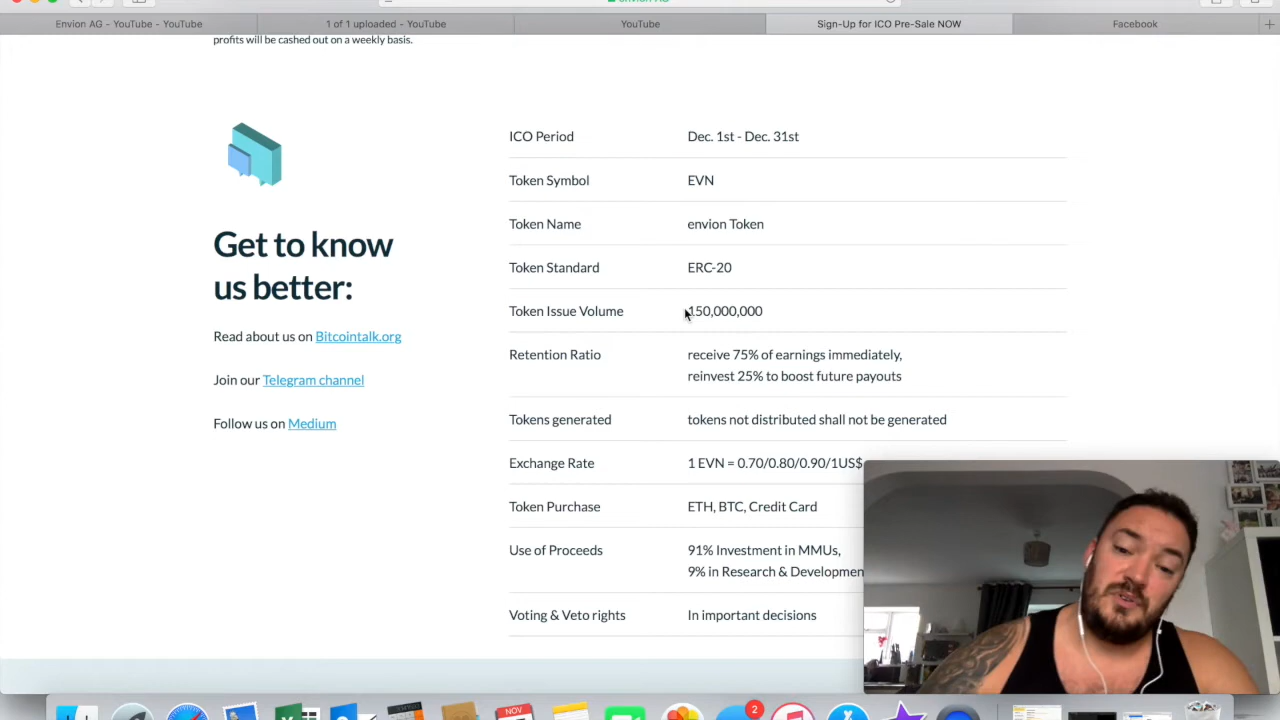 envion AG
Envion AG - YouTube - YouTube
1 of 1 uploaded - YouTube
YouTube
Sign-Up for ICO Pre-Sale NOW
Facebook
profits will be cashed out on a weekly basis.
Get to know
us better:
Read about us on Bitcointalk.org
Join our Telegram channel
Follow us on Medium
ICO Period Dec. 1st - Dec. 31st
Token Symbol EVN
Token Name envion Token
Token Standard ERC-20
Token Issue Volume 150,000,000
Retention Ratio receive 75% of earnings immediately,
reinvest 25% to boost future payouts
Tokens generated tokens not distributed shall not be generated
Exchange Rate 1 EVN = 0.70/0.80/0.90/1US$
Token Purchase ETH, BTC, Credit Card
Use of Proceeds 91% Investment in MMUs,
9% in Research & Developmen
Voting & Veto rights In important decisions
NOV
2